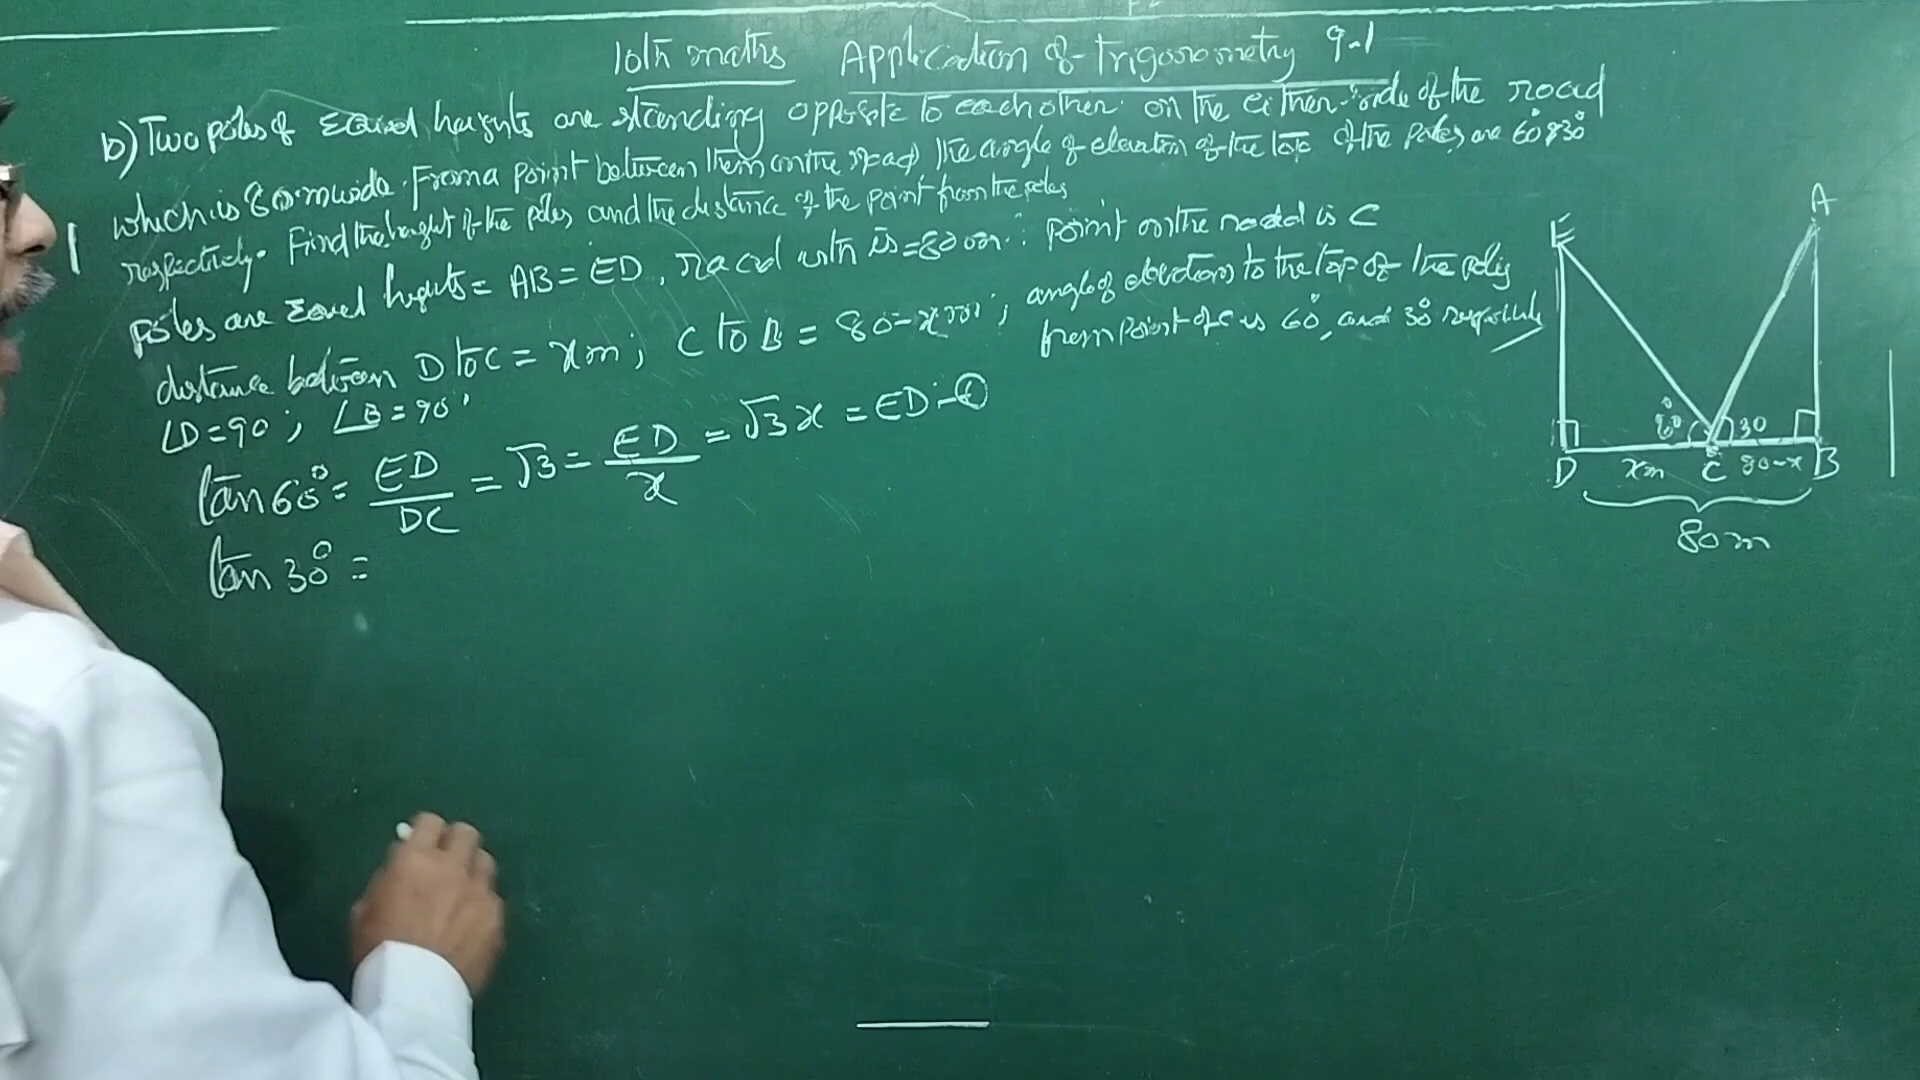 10th maths Application of trigonometry 9.1
b) Two poles of Equal heights are standing opposite to each other on the either side of the road
which is 80 m wide. From a point between them on the road the angle of elevation of the top of the poles are 60° & 30°
respectively. Find the height of the poles and the distance of the point from the poles
poles are Equal heights = AB = ED, road is = 80m ∴ point on the road is C
distance between D to C = x m ; C to B = 80-x m ; angle of elevations to the top of the poles
from point of C is 60°, and 30°
∠D = 90 ; ∠B = 90°
tan 60° = ED/DC = √3 = ED/x = √3x = ED -①
tan 30° =
E
A
60°
30
D
x m
C
80-x
B
80m